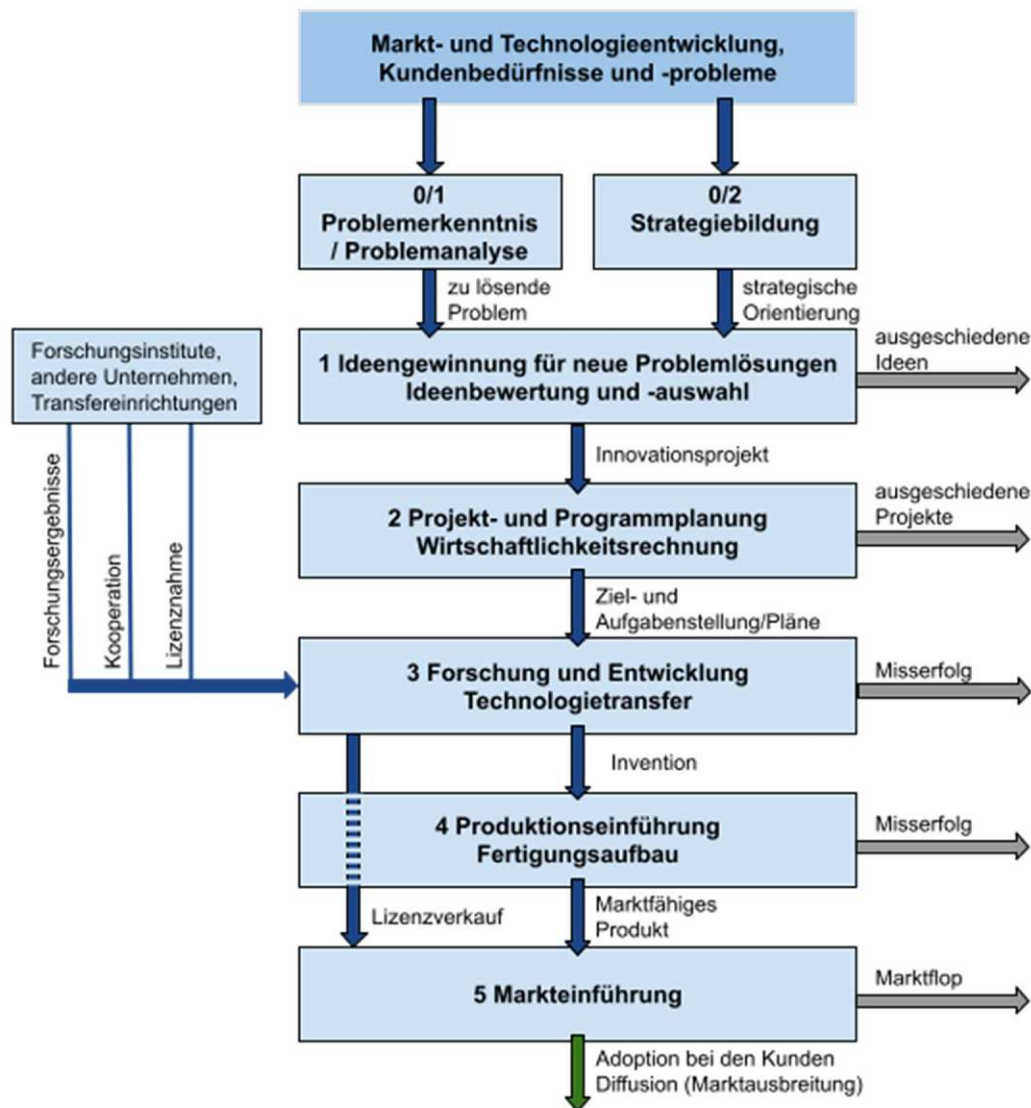 Markt- und Technologieentwicklung,
Kundenbedürfnisse und -probleme
0/1
Problemerkenntnis
/ Problemanalyse
0/2
Strategiebildung
zu lösende
Problem
strategische
Orientierung
Forschungsinstitute,
andere Unternehmen,
Transfereinrichtungen
1 Ideengewinnung für neue Problemlösungen
Ideenbewertung und -auswahl
ausgeschiedene
Ideen
Innovationsprojekt
Forschungsergebnisse
Kooperation
Lizenznahme
2 Projekt- und Programmplanung
Wirtschaftlichkeitsrechnung
ausgeschiedene
Projekte
Ziel- und
Aufgabenstellung/Pläne
3 Forschung und Entwicklung
Technologietransfer
Misserfolg
Invention
4 Produktionseinführung
Fertigungsaufbau
Misserfolg
Lizenzverkauf
Marktfähiges
Produkt
5 Markteinführung
Marktflop
Adoption bei den Kunden
Diffusion (Marktausbreitung)